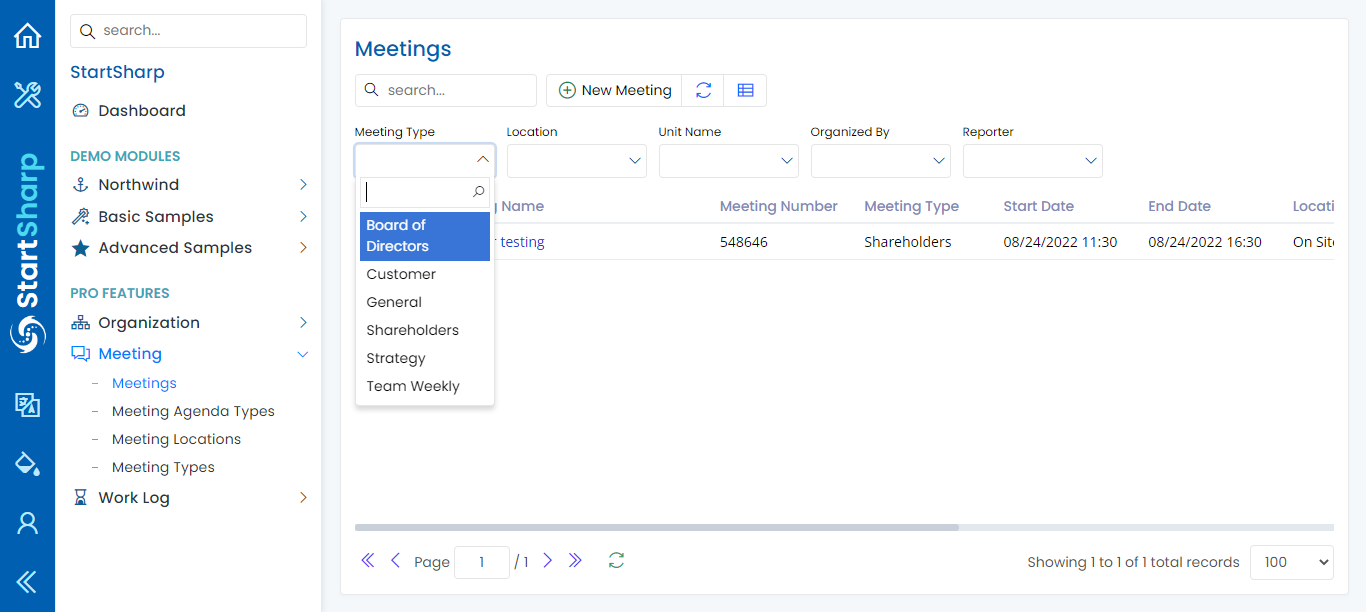 StartSharp
search...
StartSharp
Dashboard
DEMO MODULES
Northwind
Basic Samples
Advanced Samples
PRO FEATURES
Organization
Meeting
Meetings
Meeting Agenda Types
Meeting Locations
Meeting Types
Work Log
Meetings
search...
New Meeting
Meeting Type Location Unit Name Organized By Reporter
Name Meeting Number Meeting Type Start Date End Date Locati
testing 548646 Shareholders 08/24/2022 11:30 08/24/2022 16:30 On Site
Board of
Directors
Customer
General
Shareholders
Strategy
Team Weekly
Page 1 / 1
Showing 1 to 1 of 1 total records 100